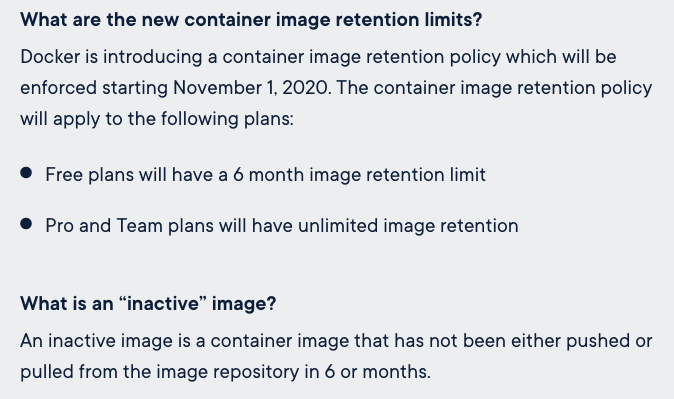 What are the new container image retention limits?
Docker is introducing a container image retention policy which will be
enforced starting November 1, 2020. The container image retention policy
will apply to the following plans:
● Free plans will have a 6 month image retention limit
● Pro and Team plans will have unlimited image retention
What is an “inactive” image?
An inactive image is a container image that has not been either pushed or
pulled from the image repository in 6 or months.